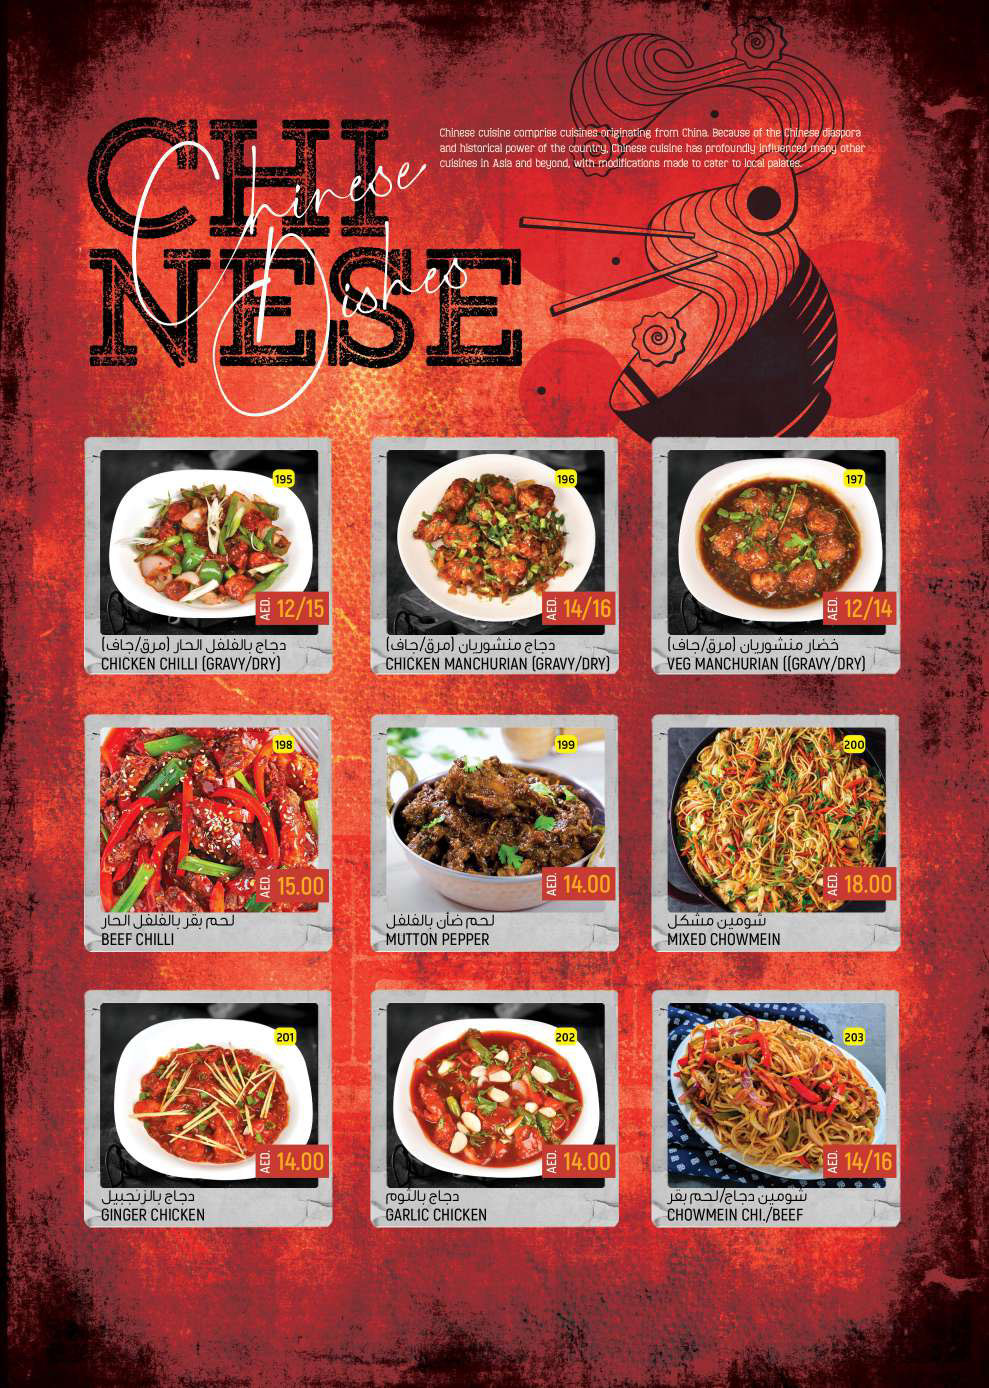 CHI
NESE
Chinese
Dishes
Chinese cuisine comprise cuisines originating from China. Because of the Chinese diaspora
and historical power of the country, Chinese cuisine has profoundly influenced many other
cuisines in Asia and beyond, with modifications made to cater to local palates.
195
AED. 12/15
دجاج بالفلفل الحار (مرق/جاف)
CHICKEN CHILLI (GRAVY/DRY)
196
AED. 14/16
دجاج منشوريان (مرق/جاف)
CHICKEN MANCHURIAN (GRAVY/DRY)
197
AED. 12/14
خضار منشوريان (مرق/جاف)
VEG MANCHURIAN ((GRAVY/DRY)
198
AED. 15.00
لحم بقر بالفلفل الحار
BEEF CHILLI
199
AED. 14.00
لحم ضأن بالفلفل
MUTTON PEPPER
200
AED. 18.00
شومين مشكل
MIXED CHOWMEIN
201
AED. 14.00
دجاج بالزنجبيل
GINGER CHICKEN
202
AED. 14.00
دجاج بالثوم
GARLIC CHICKEN
203
AED. 14/16
شومين دجاج/لحم بقر
CHOWMEIN CHI./BEEF